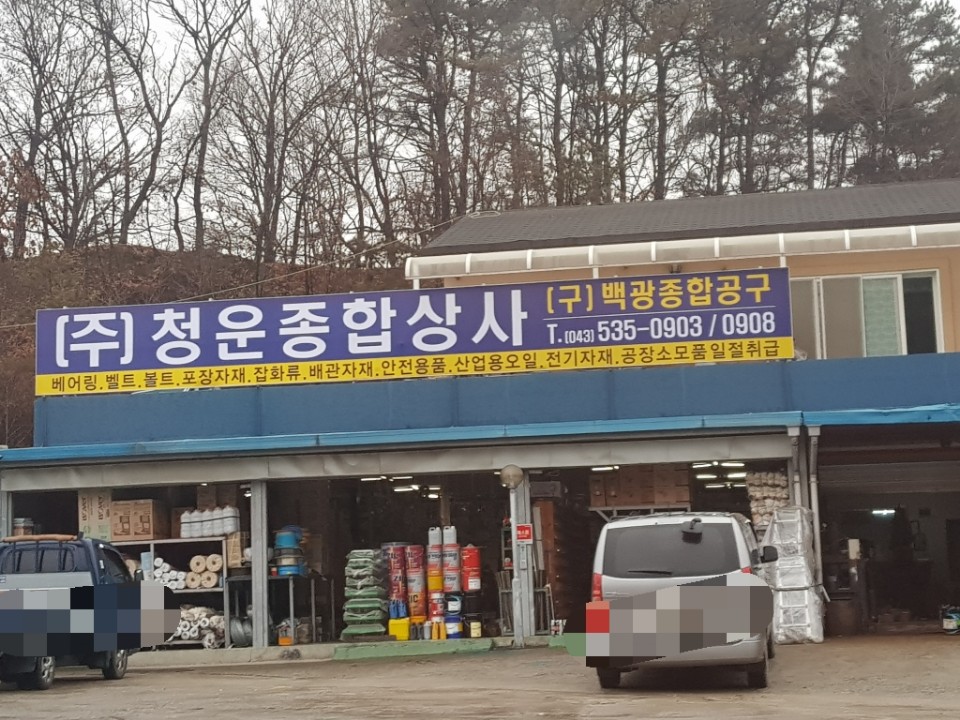 (주)청운종합상사
(구)백광종합공구
T.(043)535-0903 / 0908
베어링.벨트.볼트.포장자재.잡화류.배관자재.안전용품.산업용오일.전기자재.공장소모품일절취급